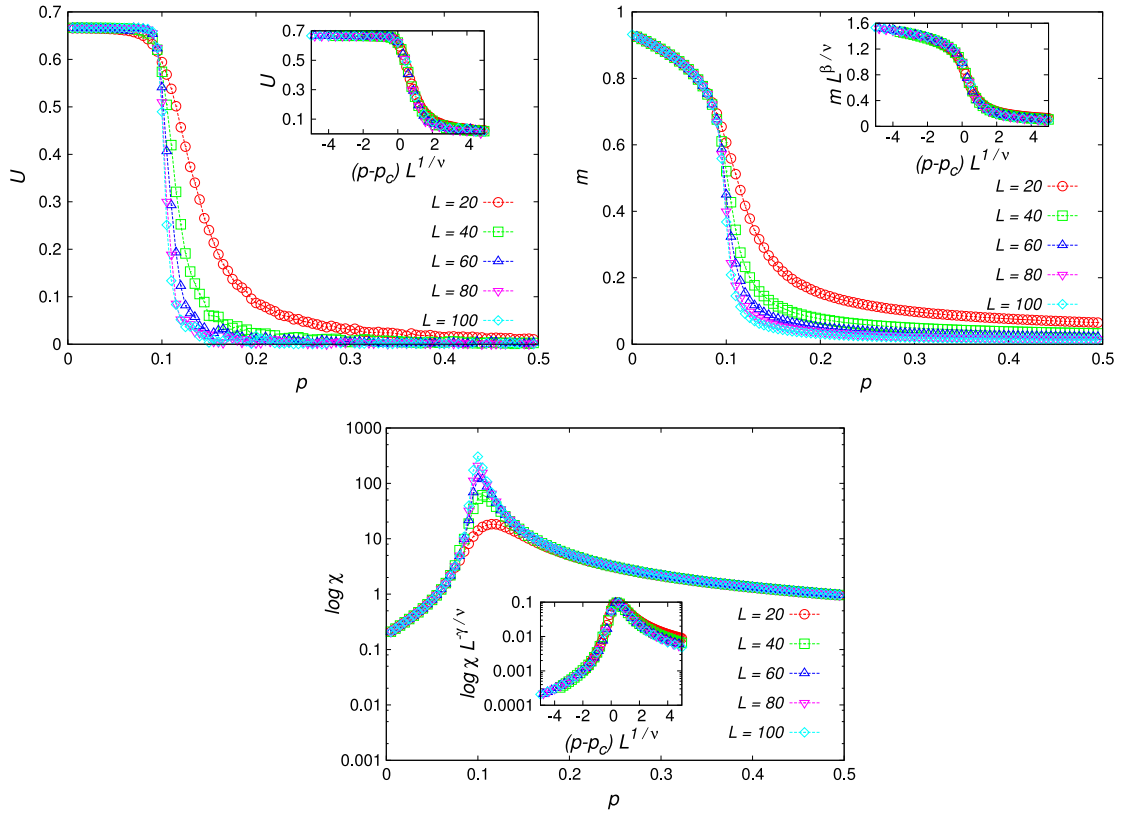 0.7
0.6
0.5
0.4
0.3
0.2
0.1
0
U
0 0.1 0.2 0.3 0.4 0.5
p
0.7
0.5
0.3
0.1
U
-4 -2 0 2 4
(p-p_c) L^{1/ν}
L = 20
L = 40
L = 60
L = 80
L = 100
1
0.8
0.6
0.4
0.2
0
m
0 0.1 0.2 0.3 0.4 0.5
p
1.6
1.2
0.8
0.4
0
m L^{β/ν}
-4 -2 0 2 4
(p-p_c) L^{1/ν}
L = 20
L = 40
L = 60
L = 80
L = 100
1000
100
10
1
0.1
0.01
0.001
log χ
0 0.1 0.2 0.3 0.4 0.5
p
0.1
0.01
0.001
0.0001
log χ L^{-γ/ν}
-4 -2 0 2 4
(p-p_c) L^{1/ν}
L = 20
L = 40
L = 60
L = 80
L = 100